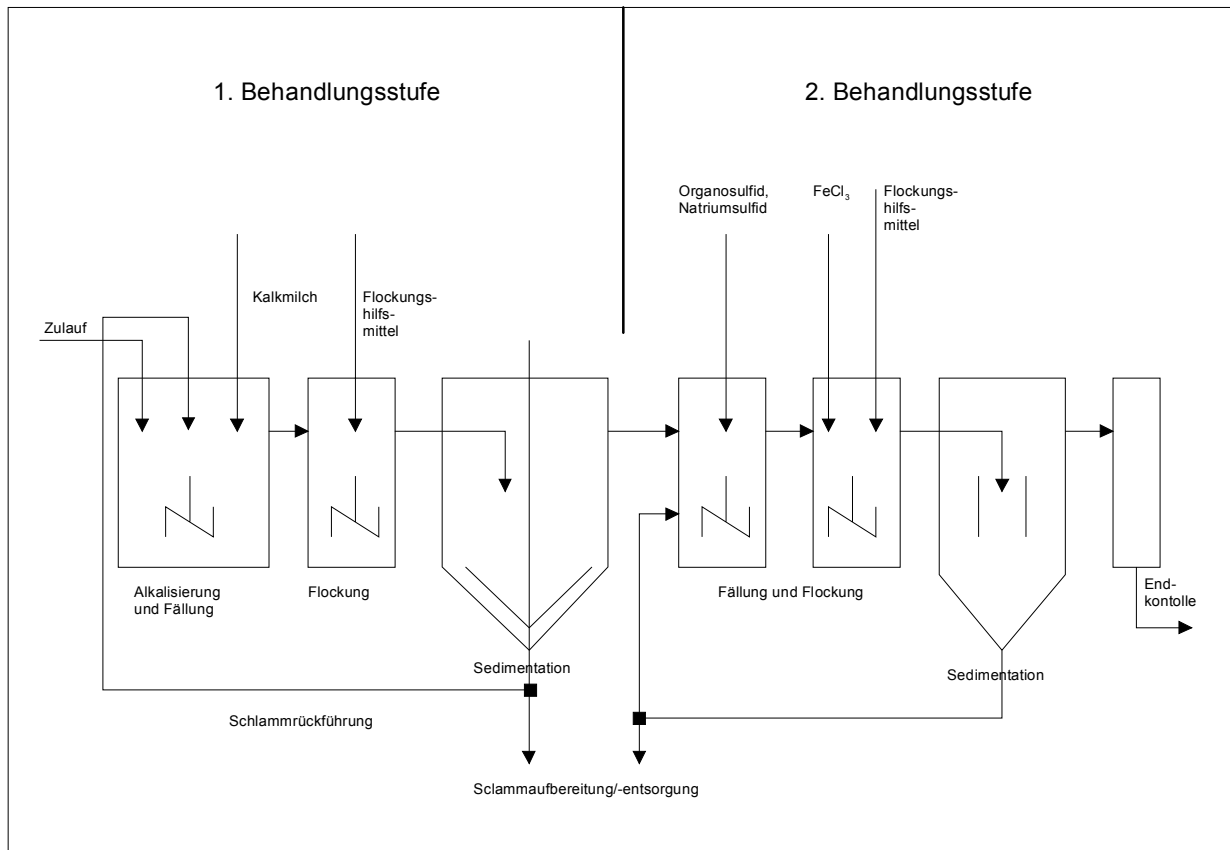 1. Behandlungsstufe
2. Behandlungsstufe
Organosulfid,
Natriumsulfid
FeCl₃
Flockungs-
hilfs-
mittel
Kalkmilch
Flockungs-
hilfs-
mittel
Zulauf
Alkalisierung
und Fällung
Flockung
Sedimentation
Fällung und Flockung
Sedimentation
End-
kontolle
Schlammrückführung
Sclammaufbereitung/-entsorgung